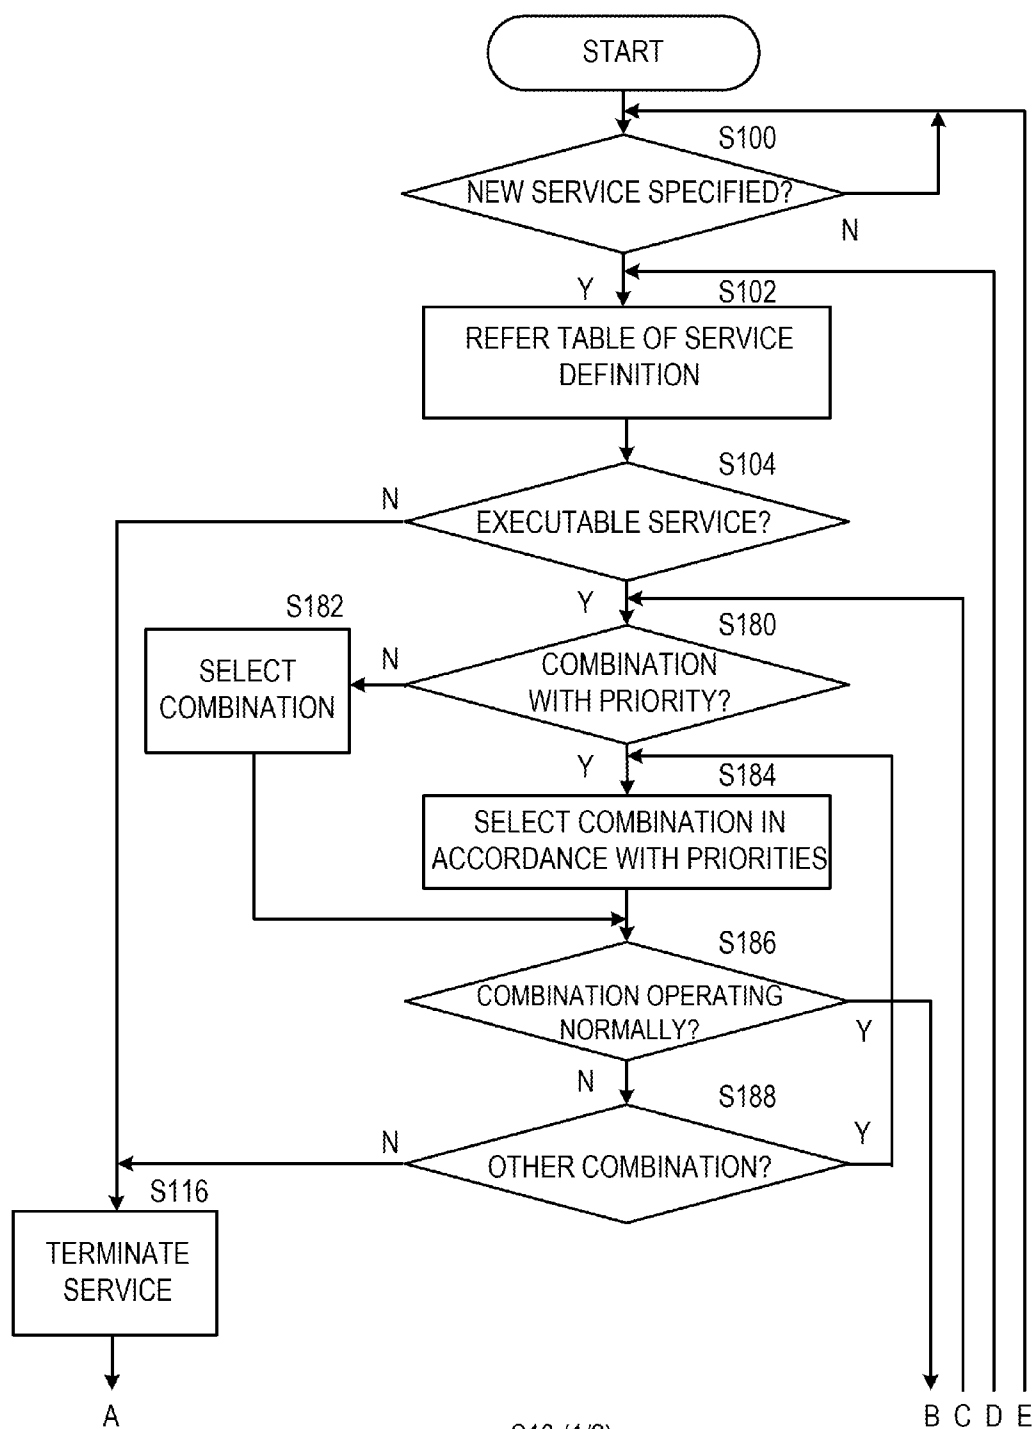 START
S100
NEW SERVICE SPECIFIED?
N
Y
S102
REFER TABLE OF SERVICE
DEFINITION
S104
N
EXECUTABLE SERVICE?
Y
S182
S180
SELECT
COMBINATION
N
COMBINATION
WITH PRIORITY?
Y
S184
SELECT COMBINATION IN
ACCORDANCE WITH PRIORITIES
S186
COMBINATION OPERATING
NORMALLY?
Y
N
S188
N
Y
OTHER COMBINATION?
S116
TERMINATE
SERVICE
A
B C D E